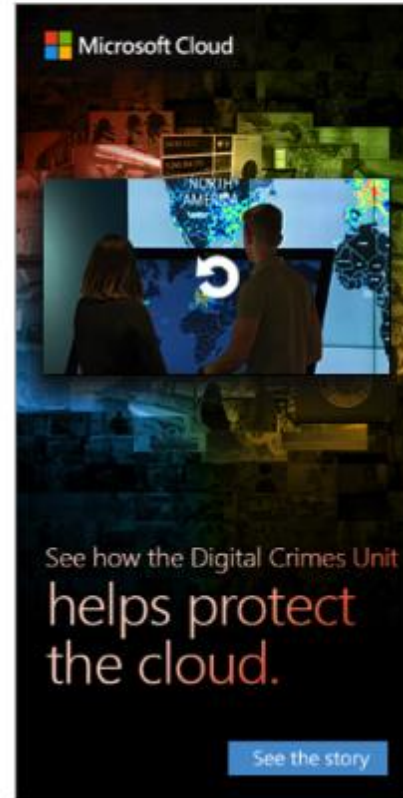 Microsoft Cloud
NORTH
AMERICA
See how the Digital Crimes Unit
helps protect
the cloud.
See the story